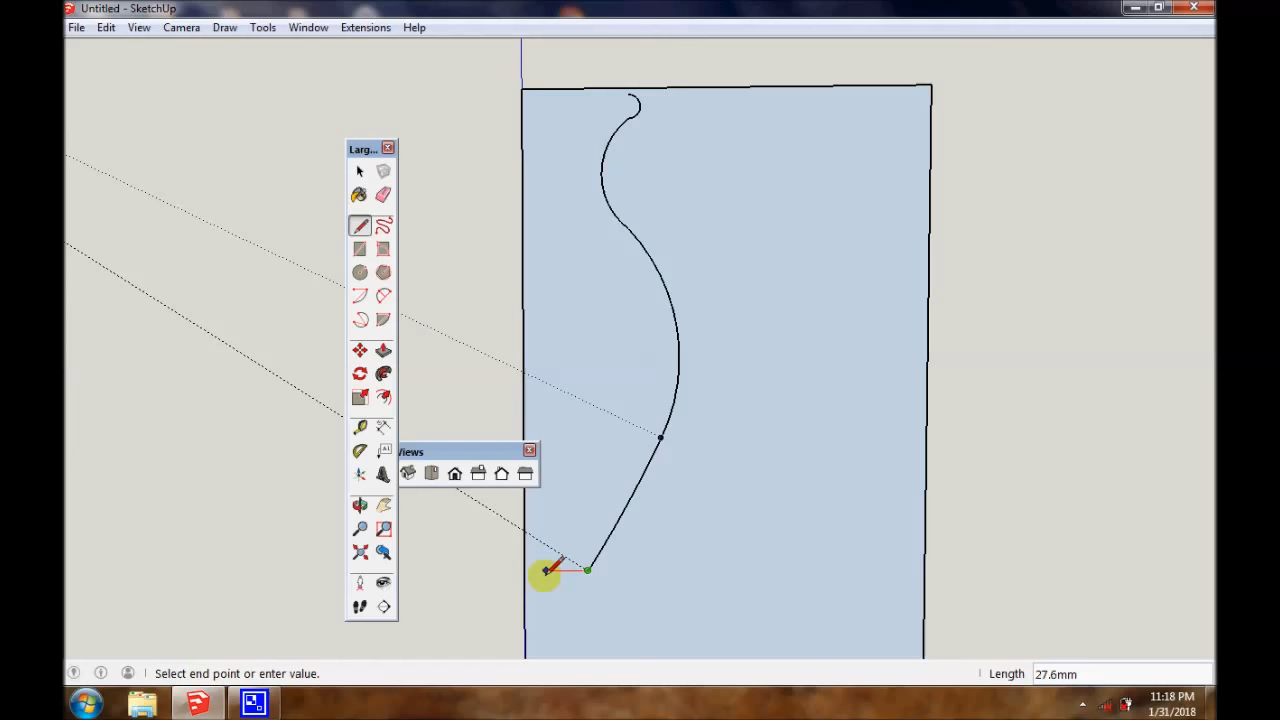 Untitled - SketchUp
File Edit View Camera Draw Tools Window Extensions Help
Larg...
Views
Select end point or enter value.
Length 27.6mm
11:18 PM
1/31/2018